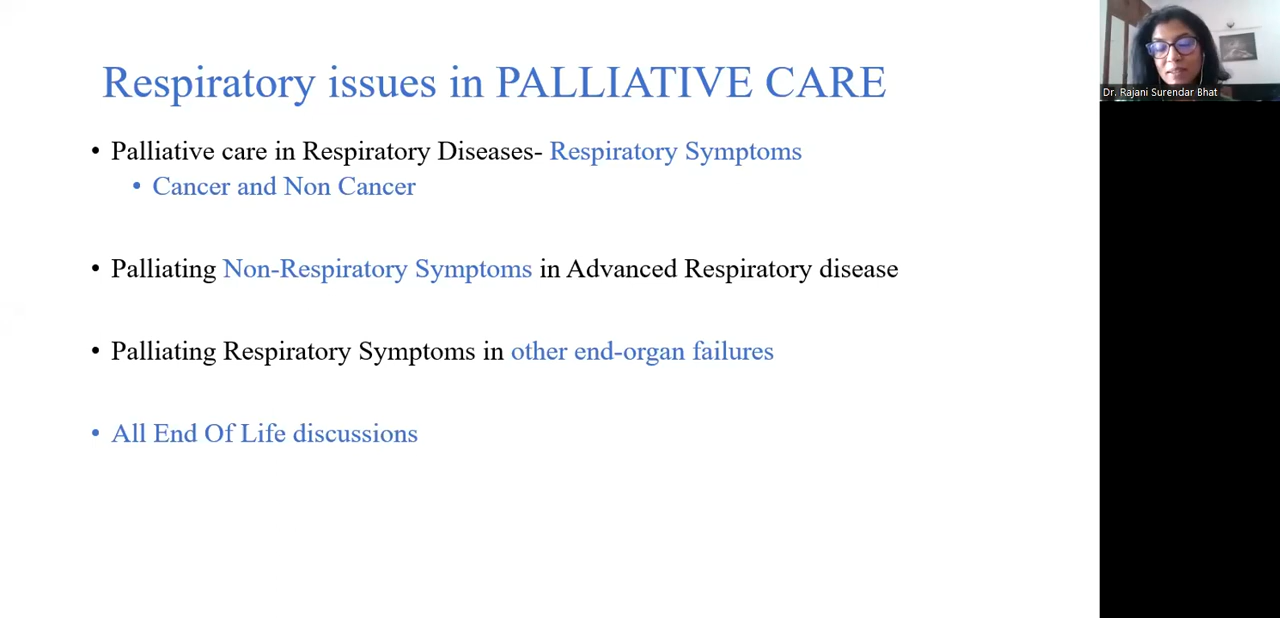 Respiratory issues in PALLIATIVE CARE
• Palliative care in Respiratory Diseases- Respiratory Symptoms
• Cancer and Non Cancer
• Palliating Non-Respiratory Symptoms in Advanced Respiratory disease
• Palliating Respiratory Symptoms in other end-organ failures
• All End Of Life discussions
Dr. Rajani Surendar Bhat